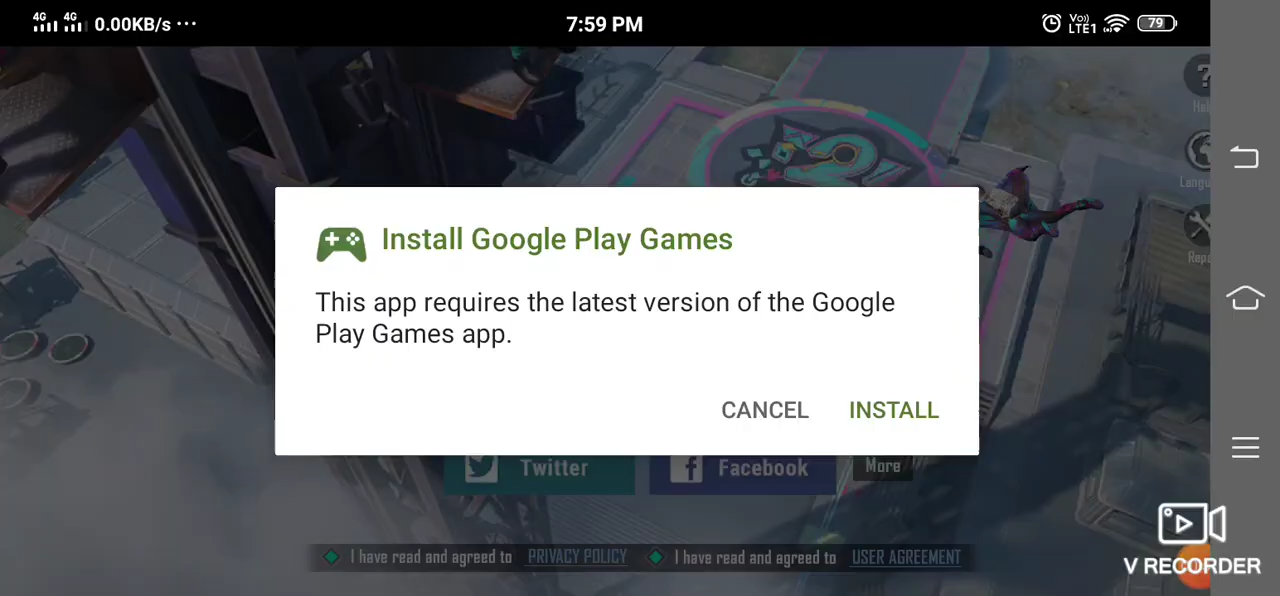 4G 4G 0.00KB/s ...
7:59 PM
Vo))
LTE1
79
Install Google Play Games
This app requires the latest version of the Google
Play Games app.
CANCEL INSTALL
Twitter Facebook More
I have read and agreed to PRIVACY POLICY I have read and agreed to USER AGREEMENT
V RECORDER